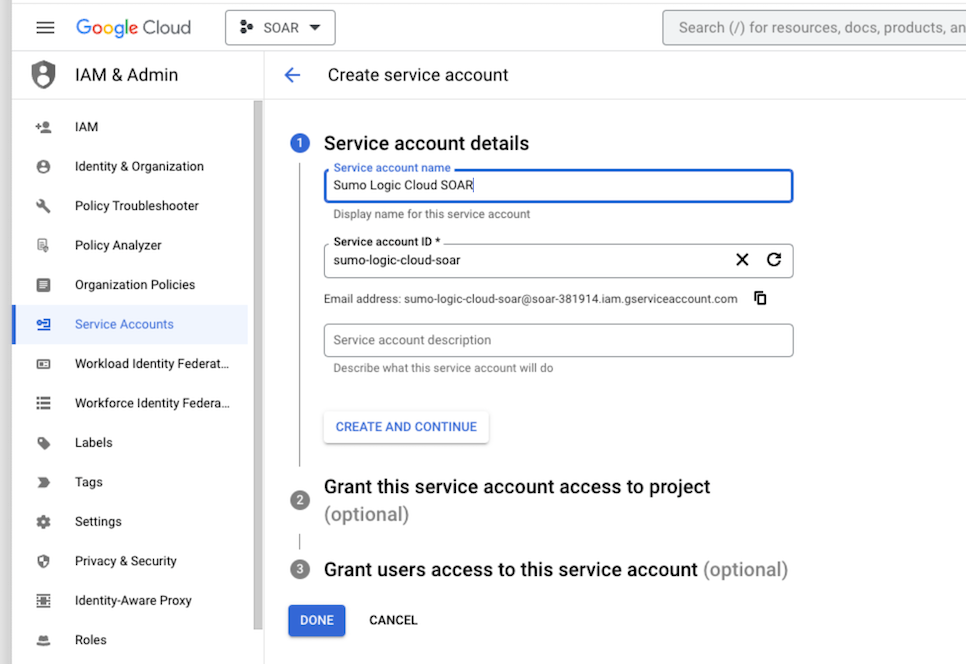 Google Cloud
SOAR
Search (/) for resources, docs, products, an
IAM & Admin
Create service account
IAM
Identity & Organization
Policy Troubleshooter
Policy Analyzer
Organization Policies
Service Accounts
Workload Identity Federat...
Workforce Identity Federa...
Labels
Tags
Settings
Privacy & Security
Identity-Aware Proxy
Roles
1
Service account details
Service account name
Sumo Logic Cloud SOAR
Display name for this service account
Service account ID *
sumo-logic-cloud-soar
Email address: sumo-logic-cloud-soar@soar-381914.iam.gserviceaccount.com
Service account description
Describe what this service account will do
CREATE AND CONTINUE
2
Grant this service account access to project
(optional)
3
Grant users access to this service account (optional)
DONE
CANCEL